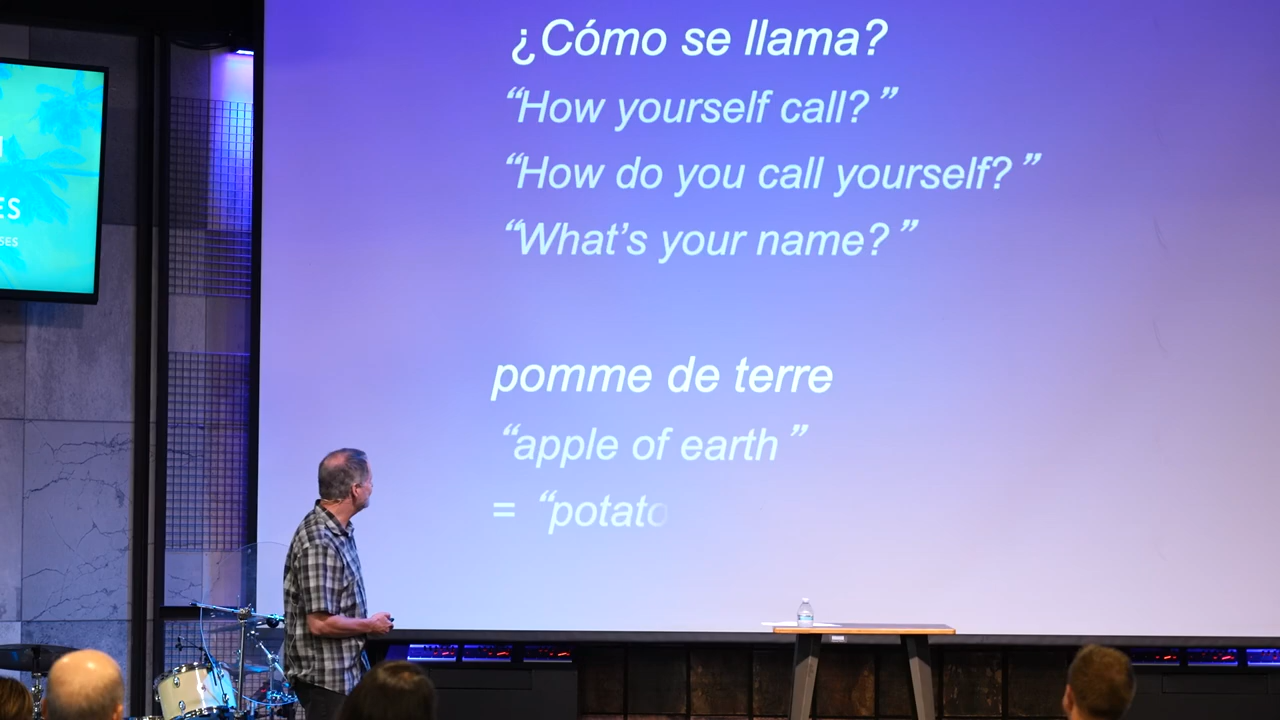 ¿Cómo se llama?
“How yourself call?”
“How do you call yourself?”
“What’s your name?”
pomme de terre
“apple of earth”
= “potato